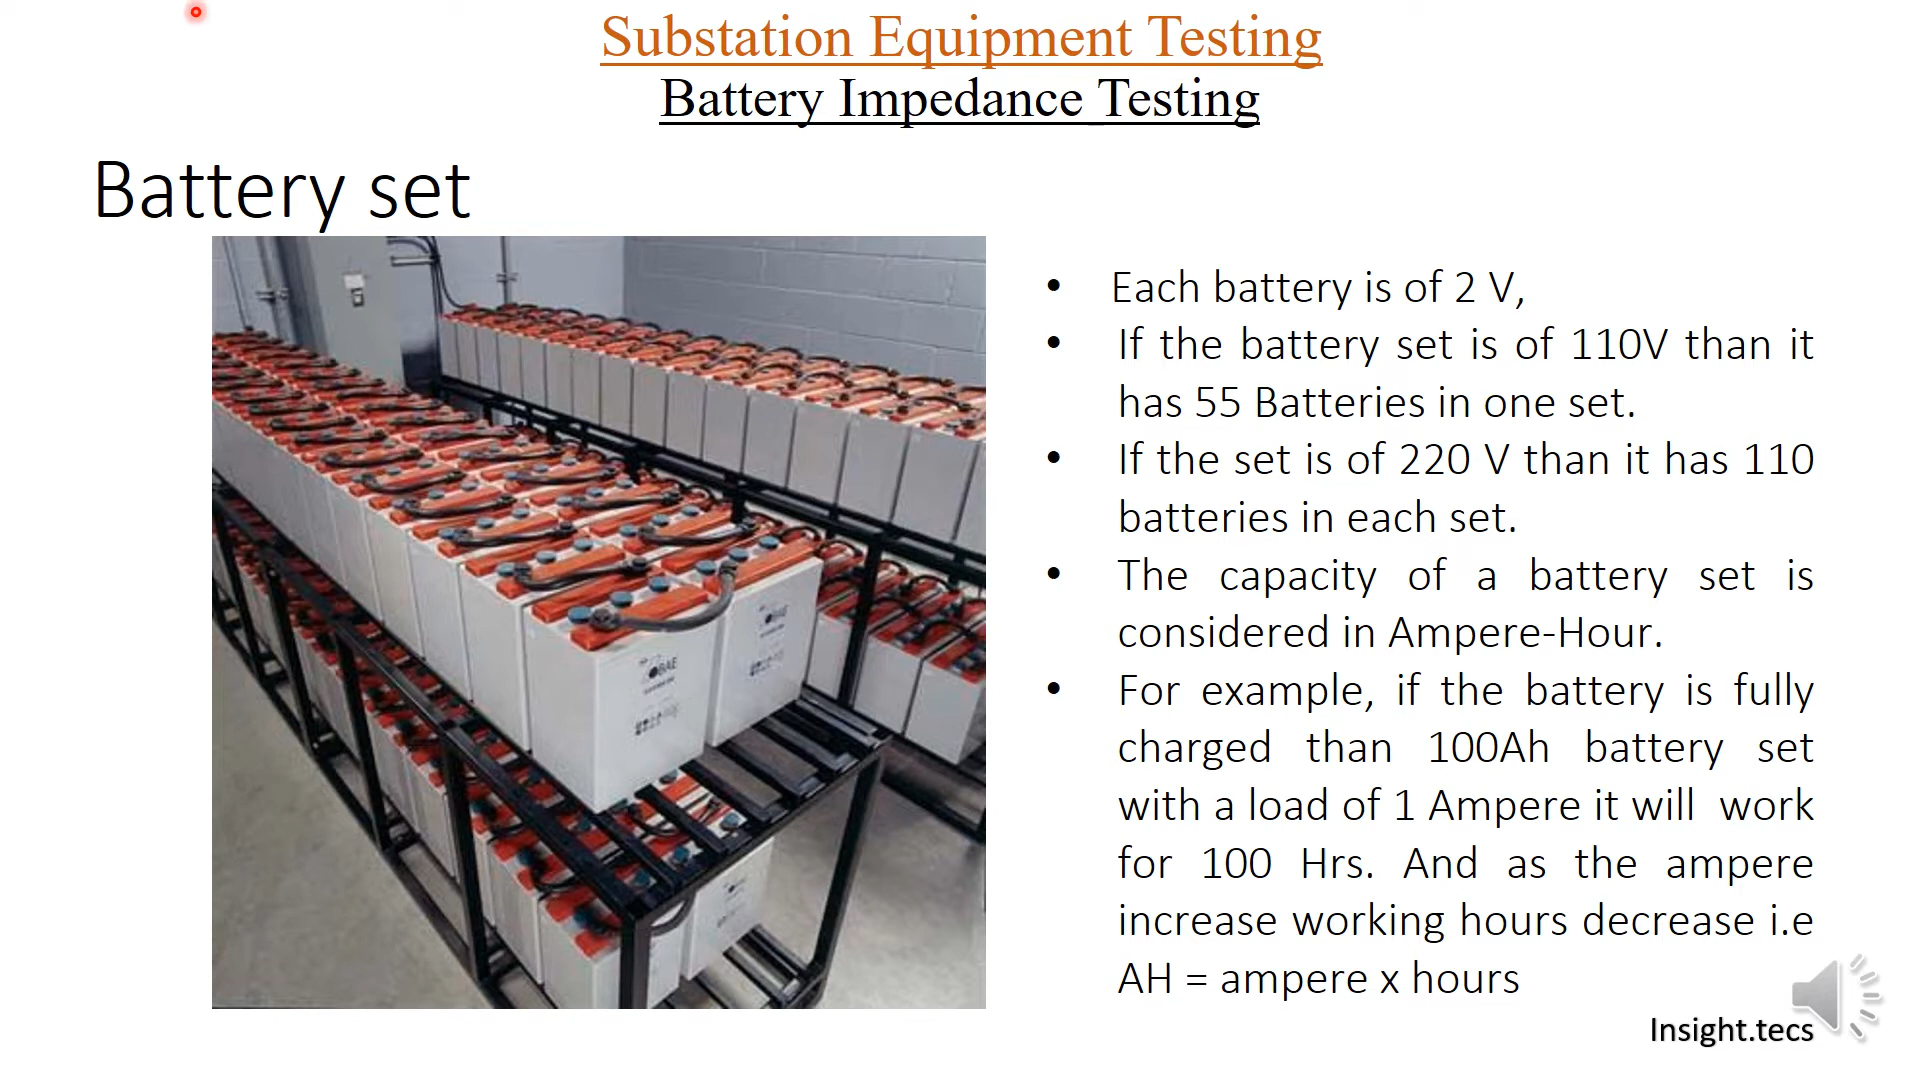 Substation Equipment Testing
Battery Impedance Testing
Battery set
• Each battery is of 2 V,
• If the battery set is of 110V than it
has 55 Batteries in one set.
• If the set is of 220 V than it has 110
batteries in each set.
• The capacity of a battery set is
considered in Ampere-Hour.
• For example, if the battery is fully
charged than 100Ah battery set
with a load of 1 Ampere it will work
for 100 Hrs. And as the ampere
increase working hours decrease i.e
AH = ampere x hours
BAE
BAE
Insight.tecs